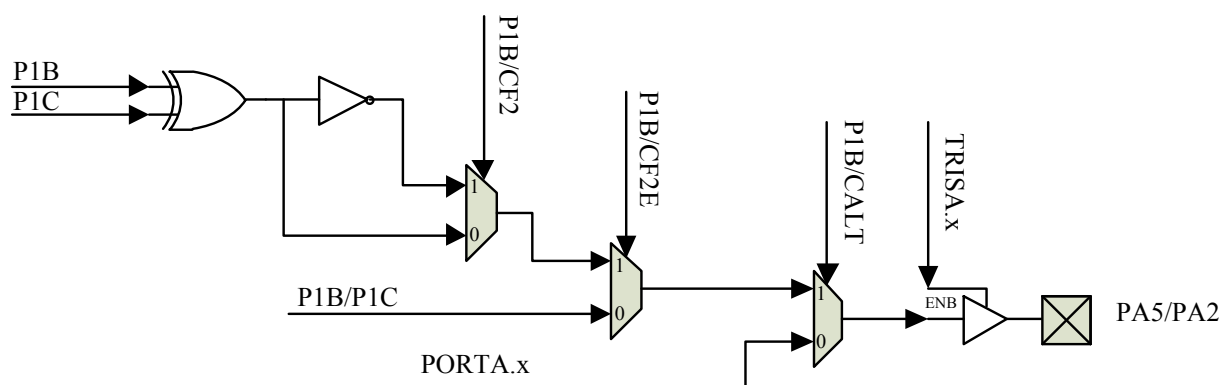 P1B
P1C
P1B/CF2
1
0
P1B/CF2E
1
0
P1B/P1C
P1B/CALT
1
0
TRISA.x
ENB
PA5/PA2
PORTA.x